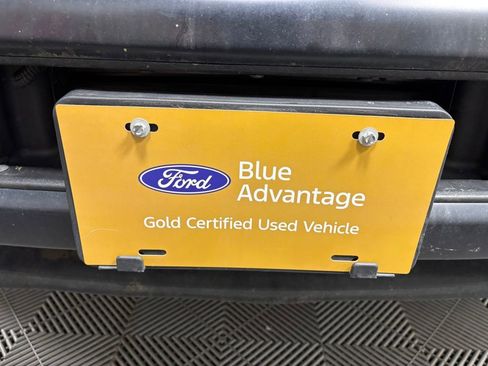 Ford
Blue
Advantage
Gold Certified Used Vehicle